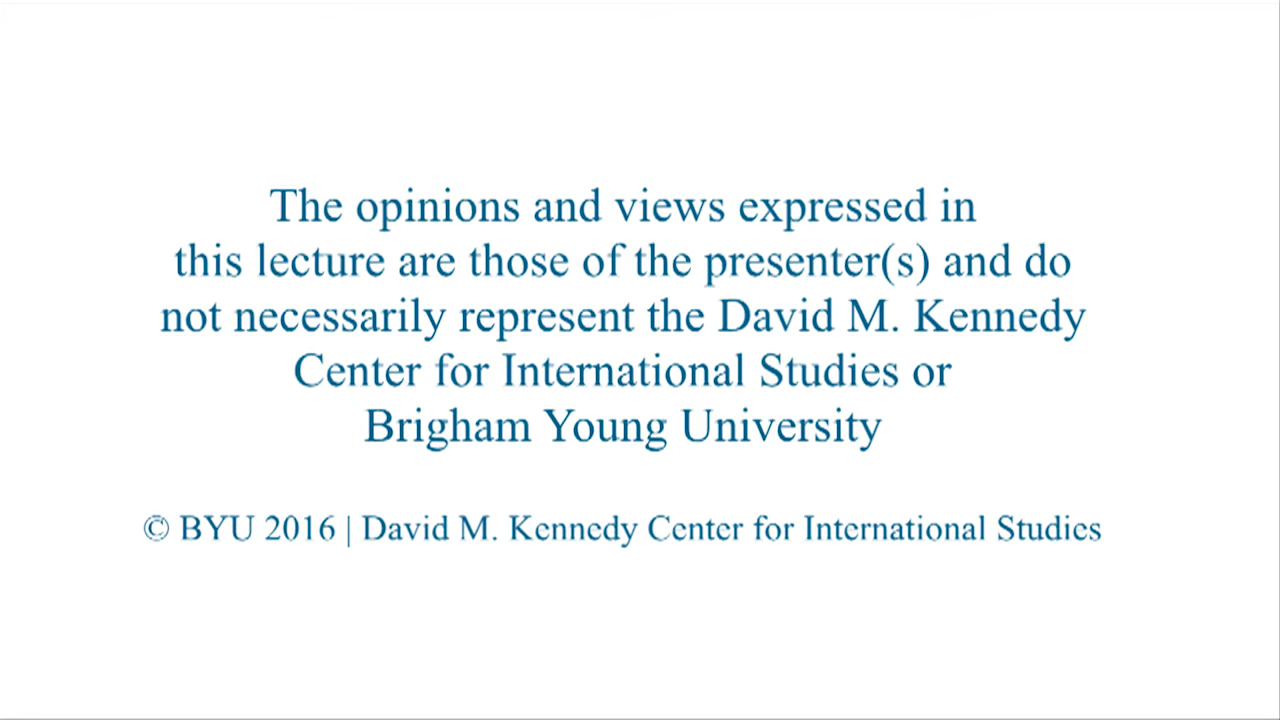 The opinions and views expressed in
this lecture are those of the presenter(s) and do
not necessarily represent the David M. Kennedy
Center for International Studies or
Brigham Young University
© BYU 2016 | David M. Kennedy Center for International Studies